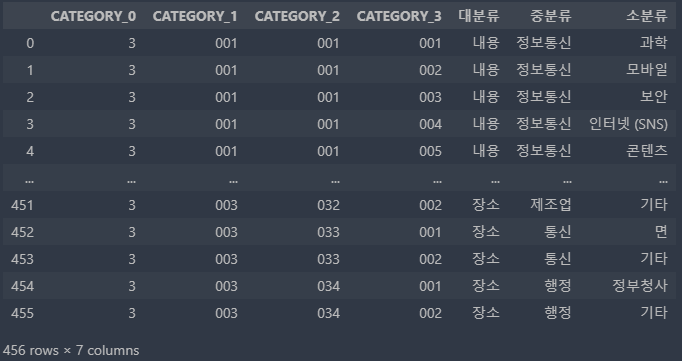 CATEGORY_0 CATEGORY_1 CATEGORY_2 CATEGORY_3 대분류 중분류 소분류
0 3 001 001 001 내용 정보통신 과학
1 3 001 001 002 내용 정보통신 모바일
2 3 001 001 003 내용 정보통신 보안
3 3 001 001 004 내용 정보통신 인터넷 (SNS)
4 3 001 001 005 내용 정보통신 콘텐츠
... ... ... ... ... ... ... ...
451 3 003 032 002 장소 제조업 기타
452 3 003 033 001 장소 통신 면
453 3 003 033 002 장소 통신 기타
454 3 003 034 001 장소 행정 정부청사
455 3 003 034 002 장소 행정 기타
456 rows × 7 columns